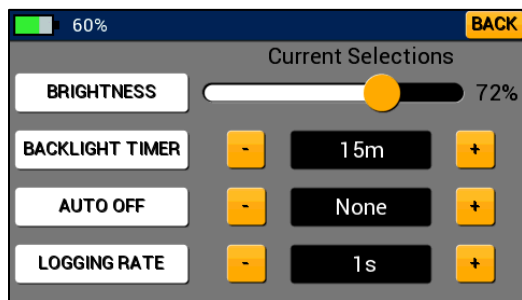 60% BACK
Current Selections
BRIGHTNESS 72%
BACKLIGHT TIMER - 15m +
AUTO OFF - None +
LOGGING RATE - 1s +